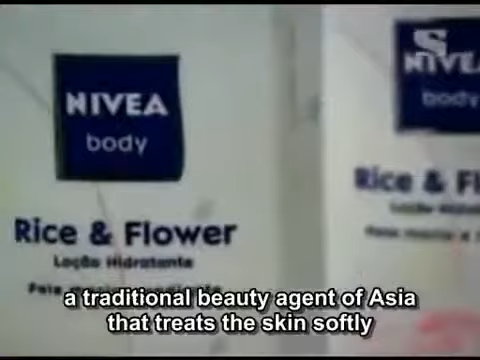 NIVEA
body
Rice & Flower
Loção Hidratante
Pele
NIVEA
body
Rice &
a traditional beauty agent of Asia
that treats the skin softly